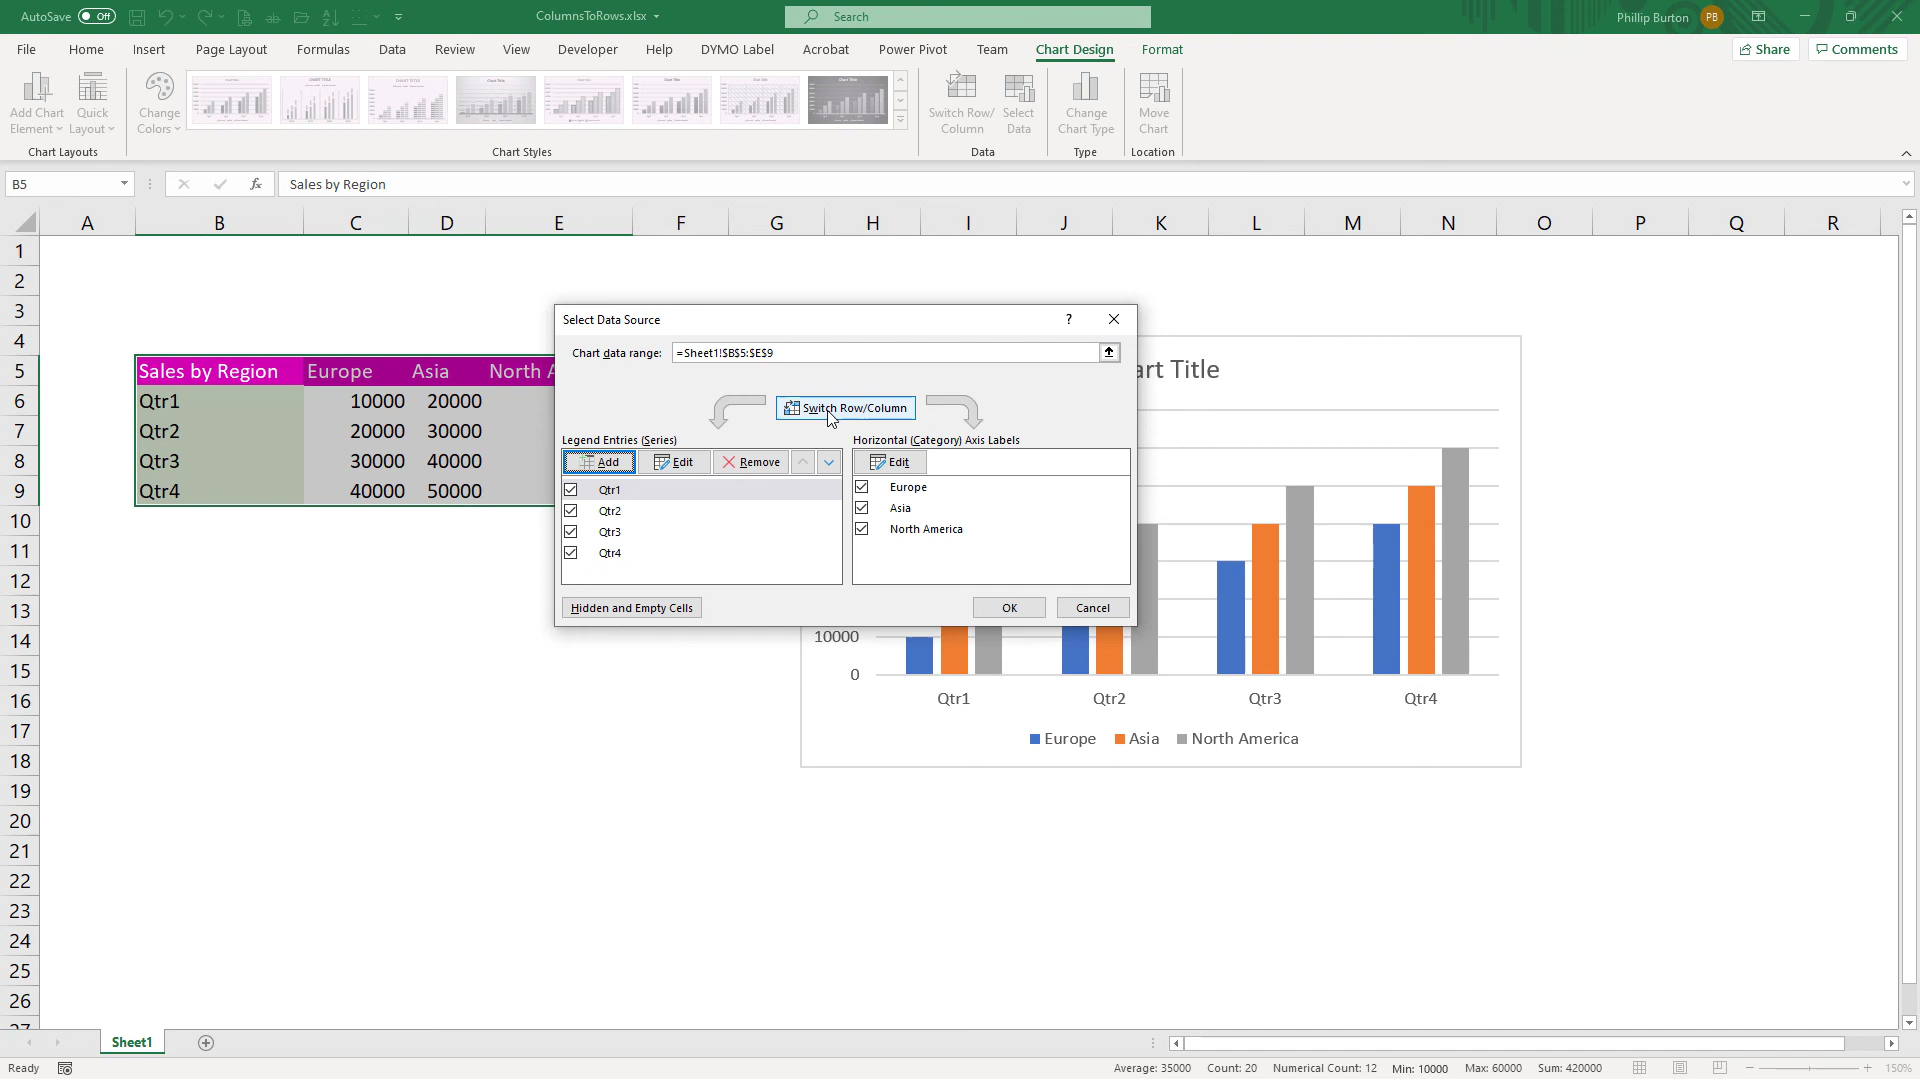 AutoSave Off
ColumnsToRows.xlsx
Search
Phillip Burton PB
File Home Insert Page Layout Formulas Data Review View Developer Help DYMO Label Acrobat Power Pivot Team Chart Design Format
Share Comments
Add Chart Element
Quick Layout
Change Colors
Switch Row/ Column
Select Data
Change Chart Type
Move Chart
Chart Layouts Chart Styles Data Type Location
B5 fx Sales by Region
A B C D E F G H I J K L M N O P Q R
1
2
3
4
5 Sales by Region Europe Asia North A
6 Qtr1 10000 20000
7 Qtr2 20000 30000
8 Qtr3 30000 40000
9 Qtr4 40000 50000
10
11
12
13
14
15
16
17
18
19
20
21
22
23
24
25
26
27
Select Data Source ?
Chart data range: =Sheet1!$B$5:$E$9
Switch Row/Column
Legend Entries (Series)
Add Edit Remove
Qtr1
Qtr2
Qtr3
Qtr4
Horizontal (Category) Axis Labels
Edit
Europe
Asia
North America
Hidden and Empty Cells OK Cancel
art Title
10000
0
Qtr1 Qtr2 Qtr3 Qtr4
Europe Asia North America
Sheet1
Ready
Average: 35000 Count: 20 Numerical Count: 12 Min: 10000 Max: 60000 Sum: 420000
150%